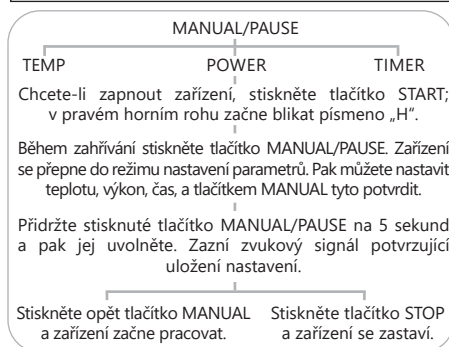 MANUAL/PAUSE
TEMP POWER TIMER
Chcete-li zapnout zařízení, stiskněte tlačítko START;
v pravém horním rohu začne blikat písmeno „H“.
Během zahřívání stiskněte tlačítko MANUAL/PAUSE. Zařízení
se přepne do režimu nastavení parametrů. Pak můžete nastavit
teplotu, výkon, čas, a tlačítkem MANUAL tyto potvrdit.
Přidržte stisknuté tlačítko MANUAL/PAUSE na 5 sekund
a pak jej uvolněte. Zazní zvukový signál potvrzující
uložení nastavení.
Stiskněte opět tlačítko MANUAL
a zařízení začne pracovat.
Stiskněte tlačítko STOP
a zařízení se zastaví.